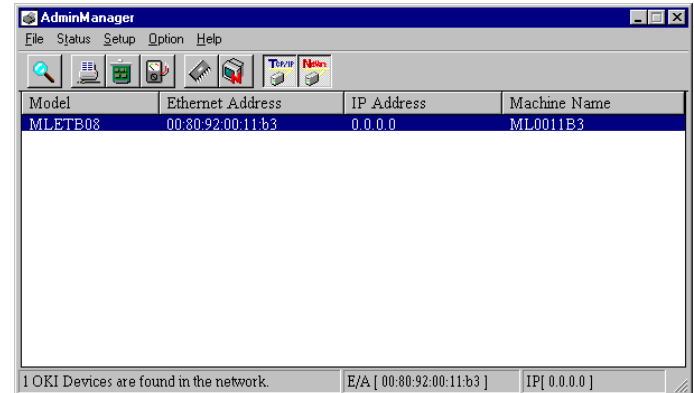 AdminManager
File Status Setup Option Help
TCP/IP
Model Ethernet Address IP Address Machine Name
MLETB08 00:80:92:00:11:b3 0.0.0.0 ML0011B3
1 OKI Devices are found in the network. E/A [ 00:80:92:00:11:b3 ] IP[ 0.0.0.0 ]